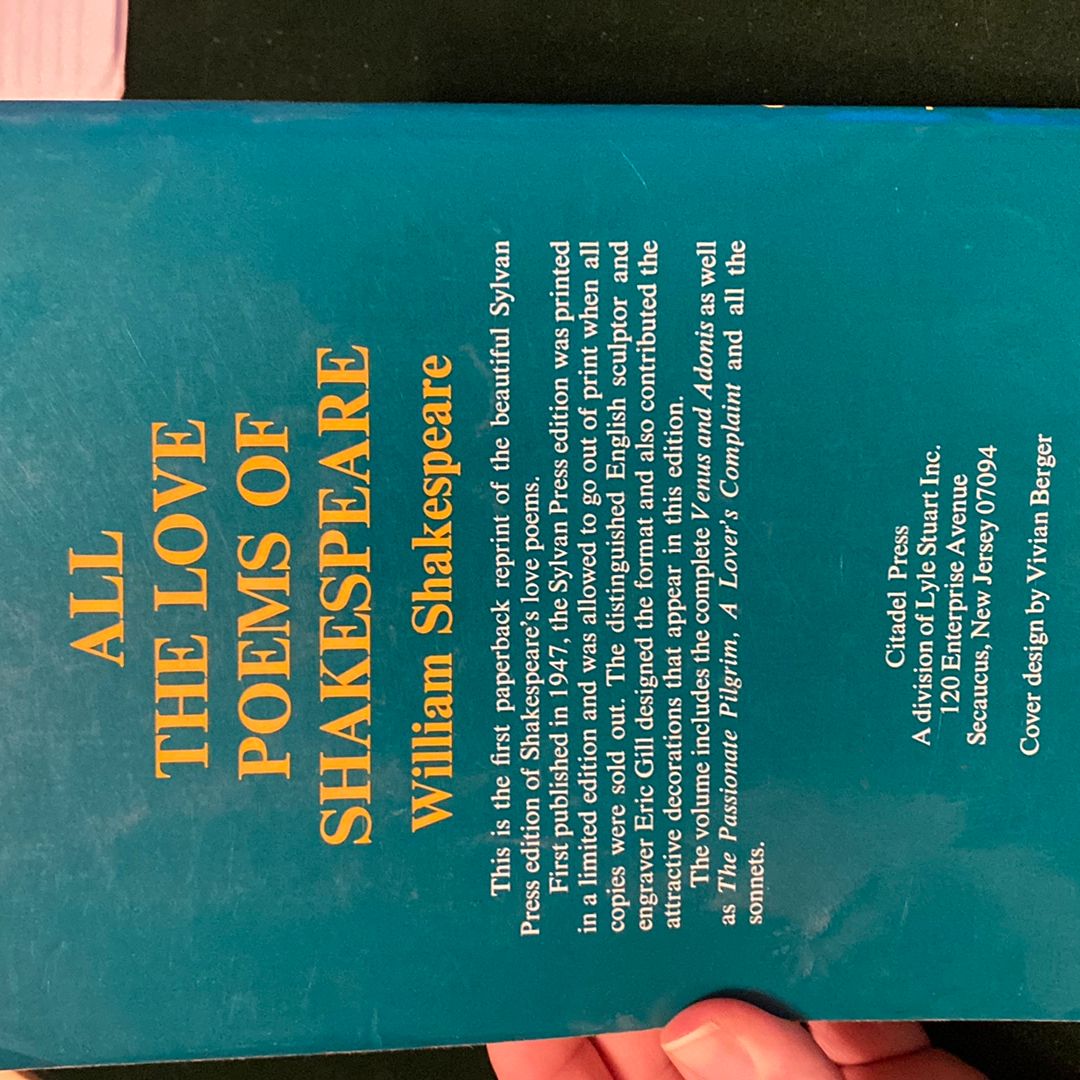 ALL
THE LOVE
POEMS OF
SHAKESPEARE
William Shakespeare
This is the first paperback reprint of the beautiful Sylvan
Press edition of Shakespeare's love poens.
First published in 1947, the Sylvan Press edition was printed
in a limited edition and was allowed to go out of print when all
copies were sold out. The distinguished English sculptor and
engraver Eric Gill designed the format and also contributed the
attractive decorations that appear in this edition.
The volume includes the complete Venus and Adonis as well
as The Passionate Pilgrim, A Lover's Complaint and all the
sonnets.
Citadel Press
A division of Lyle Stuart Inc.
120 Enterprise Avenue
Secaucus, New Jersey 07094
Cover design by Vivian Berger